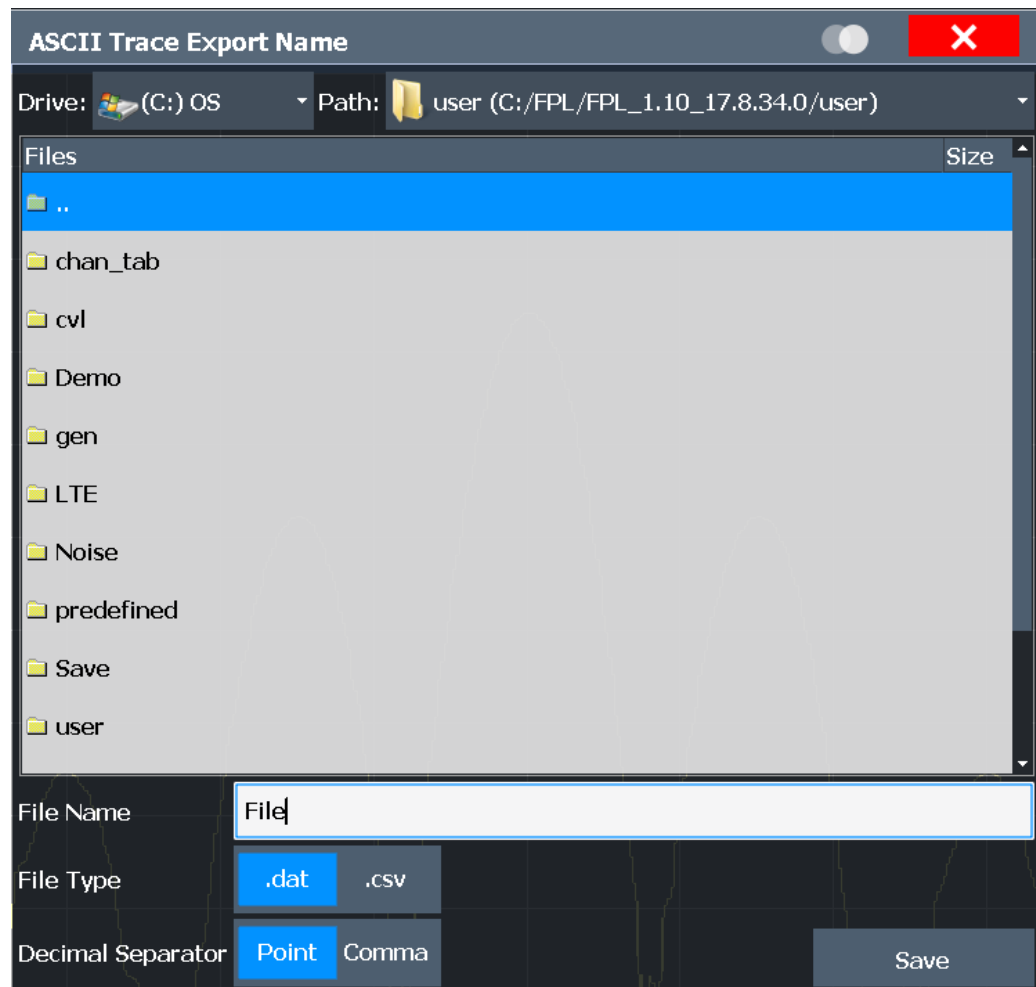 ASCII Trace Export Name
Drive: (C:) OS Path: user (C:/FPL/FPL_1.10_17.8.34.0/user)
Files Size
..
chan_tab
cvl
Demo
gen
LTE
Noise
predefined
Save
user
File Name File
File Type .dat .csv
Decimal Separator Point Comma Save